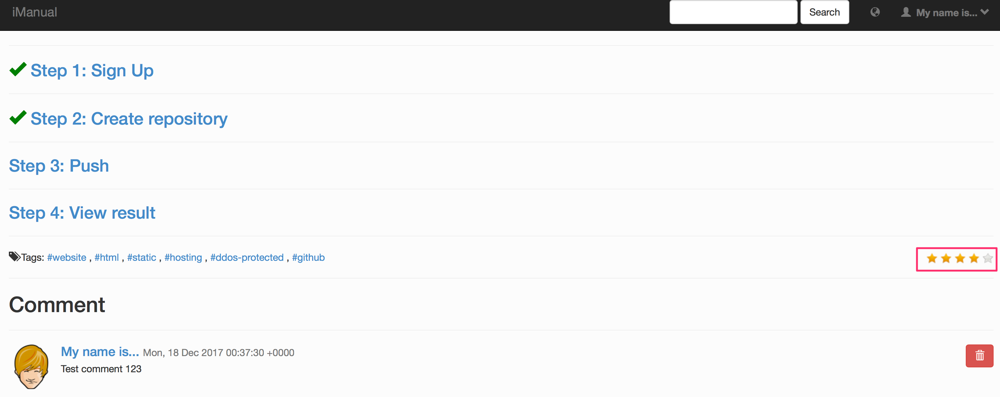 iManual
Search
My name is...
Step 1: Sign Up
Step 2: Create repository
Step 3: Push
Step 4: View result
Tags: #website , #html , #static , #hosting , #ddos-protected , #github
Comment
My name is... Mon, 18 Dec 2017 00:37:30 +0000
Test comment 123